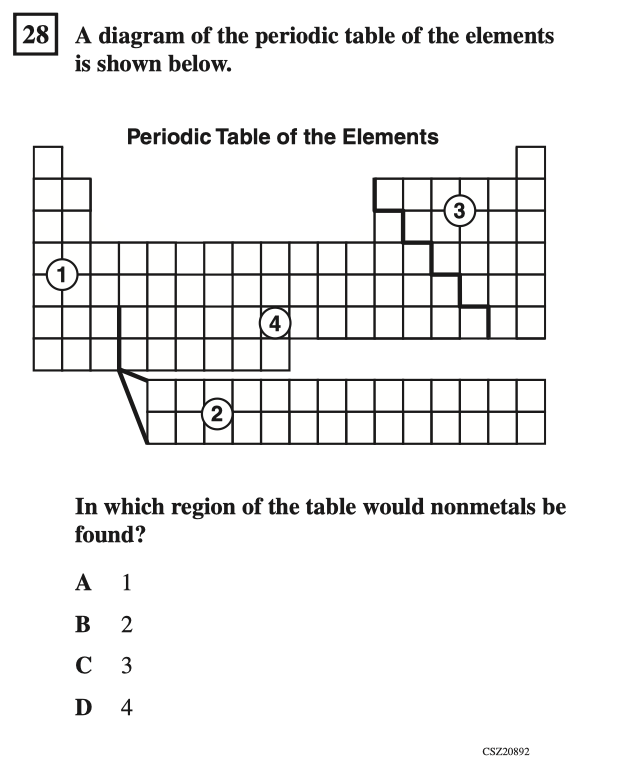 28 A diagram of the periodic table of the elements
is shown below.
Periodic Table of the Elements
3
1
4
2
In which region of the table would nonmetals be
found?
A 1
B 2
C 3
D 4
CSZ20892